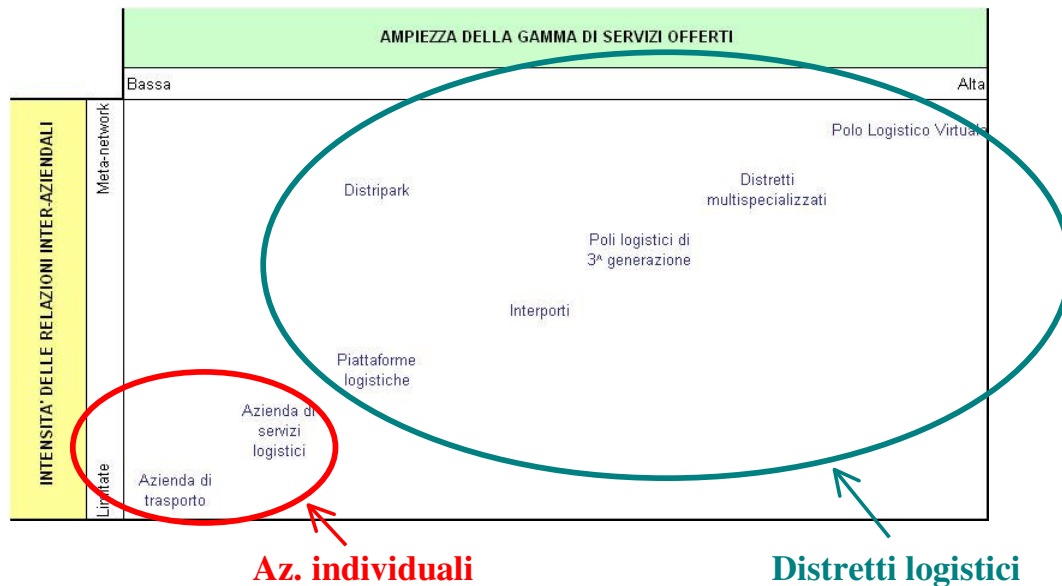 AMPIEZZA DELLA GAMMA DI SERVIZI OFFERTI
Bassa
Alta
INTENSITA' DELLE RELAZIONI INTER-AZIENDALI
Meta-network
Limitate
Polo Logistico Virtuale
Distripark
Distretti
multispecializzati
Poli logistici di
3ᴬ generazione
Interporti
Piattaforme
logistiche
Azienda di
servizi
logistici
Azienda di
trasporto
Az. individuali
Distretti logistici